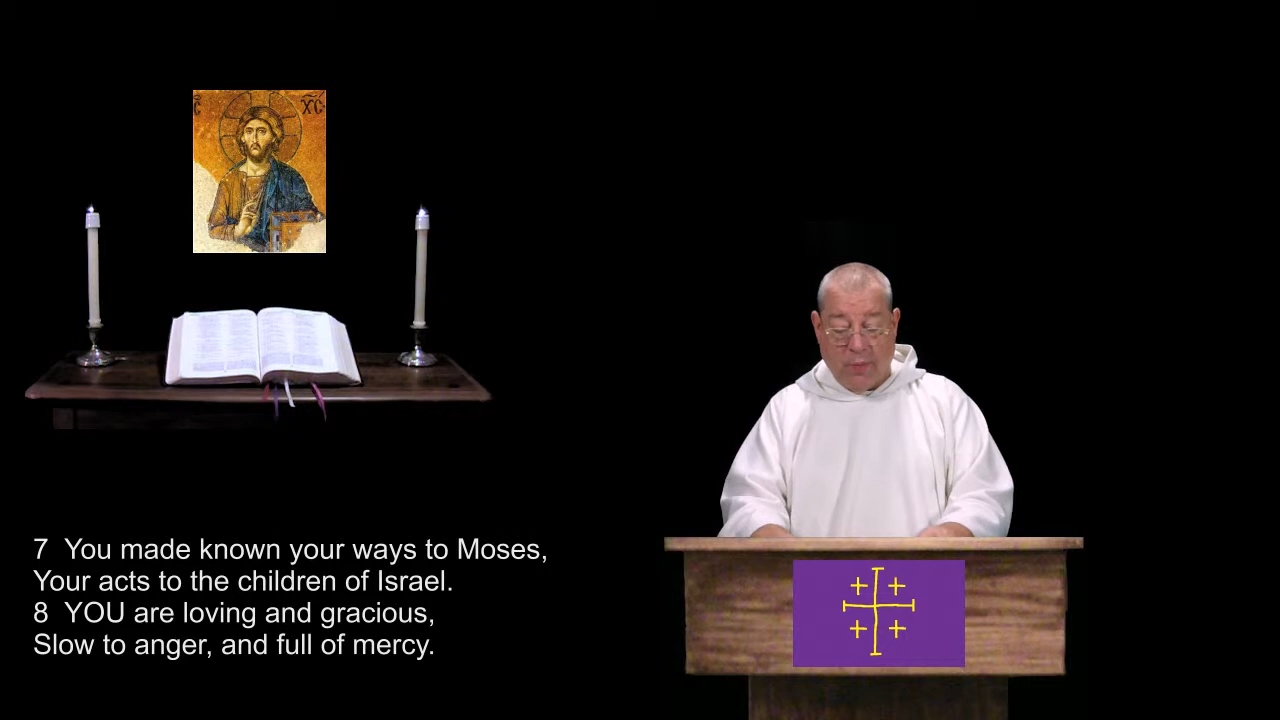 C
XC
7 You made known your ways to Moses,
Your acts to the children of Israel.
8 YOU are loving and gracious,
Slow to anger, and full of mercy.